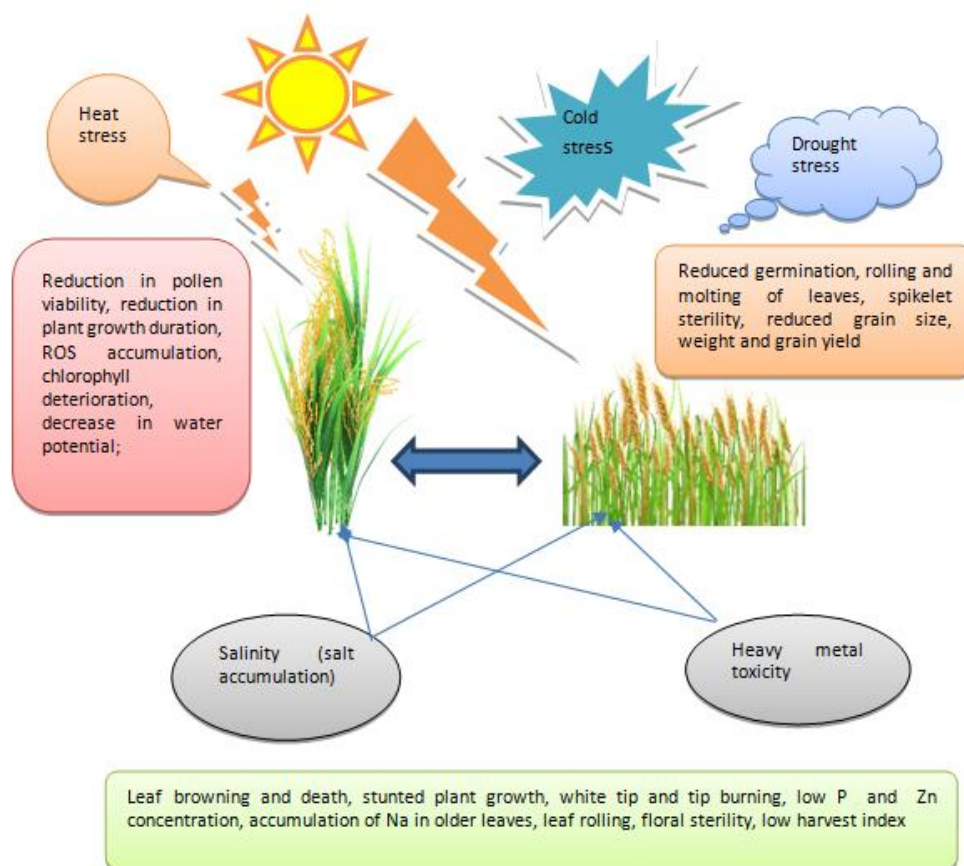 Heat
stress
Cold
stress
Drought
stress
Reduction in pollen
viability, reduction in
plant growth duration,
ROS accumulation,
chlorophyll
deterioration,
decrease in water
potential;
Reduced germination, rolling and
molting of leaves, spikelet
sterility, reduced grain size,
weight and grain yield
Salinity (salt
accumulation)
Heavy metal
toxicity
Leaf browning and death, stunted plant growth, white tip and tip burning, low P and Zn
concentration, accumulation of Na in older leaves, leaf rolling, floral sterility, low harvest index